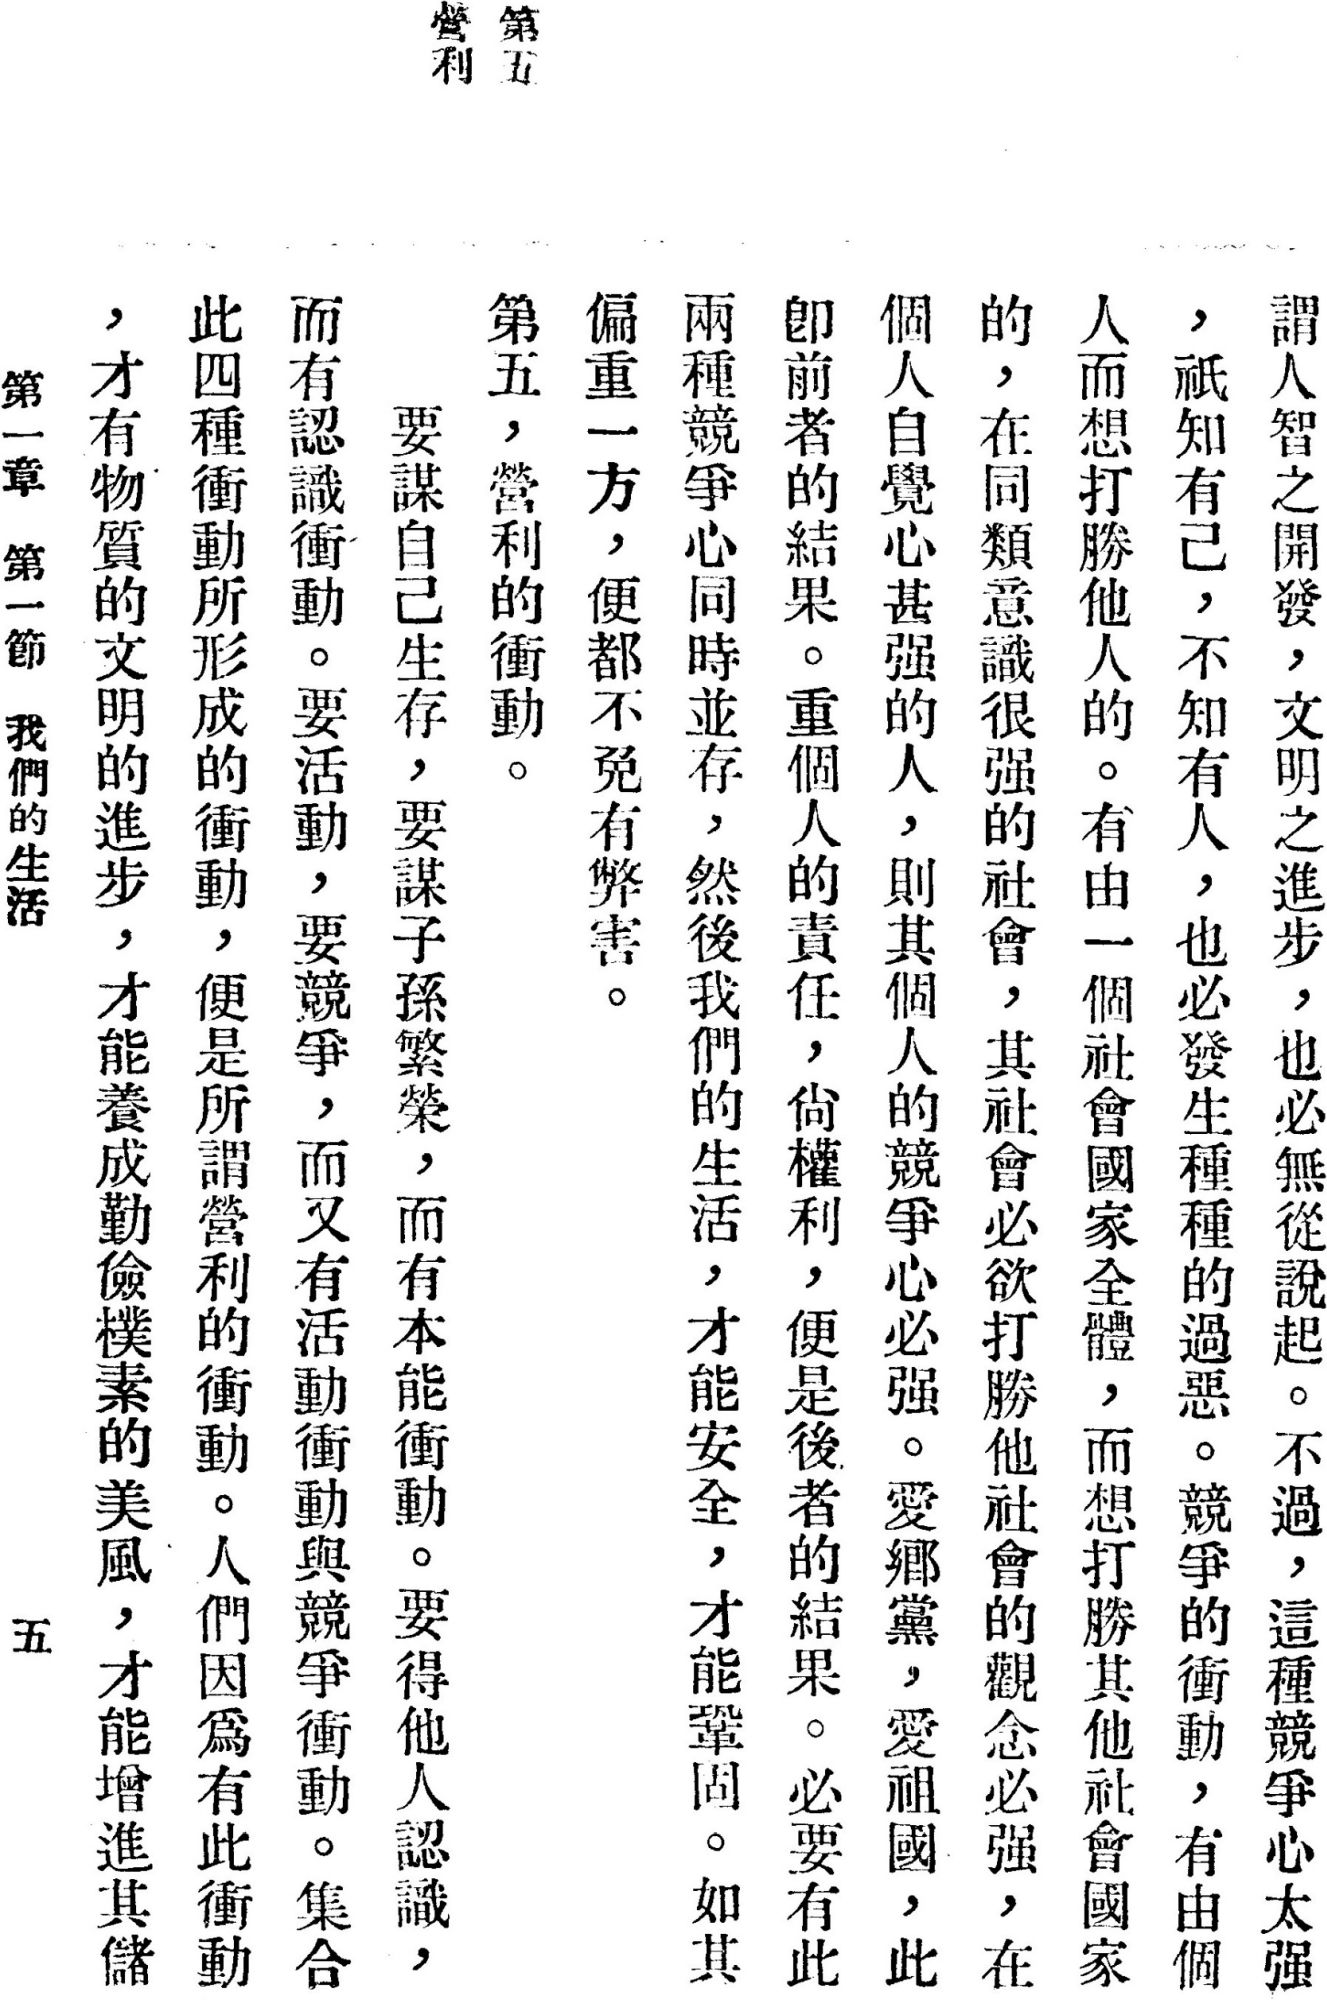 第五
營利
謂人智之開發，文明之進步，也必無從說起。不過，這種競爭心太强
，祇知有己，不知有人，也必發生種種的過惡。競爭的衝動，有由個
人而想打勝他人的。有由一個社會國家全體，而想打勝其他社會國家
的，在同類意識很强的社會，其社會必欲打勝他社會的觀念必强，在
個人自覺心甚强的人，則其個人的競爭心必强。愛鄉黨，愛祖國，此
卽前者的結果。重個人的責任，尙權利，便是後者的結果。必要有此
兩種競爭心同時並存，然後我們的生活，才能安全，才能鞏固。如其
偏重一方，便都不免有弊害。
第五，營利的衝動。
要謀自己生存，要謀子孫繁榮，而有本能衝動。要得他人認識，
而有認識衝動。要活動，要競爭，而又有活動衝動與競爭衝動。集合
此四種衝動所形成的衝動，便是所謂營利的衝動。人們因爲有此衝動
，才有物質的文明的進步，才能養成勤儉樸素的美風，才能增進其儲
第一章　第一節　我們的生活　五